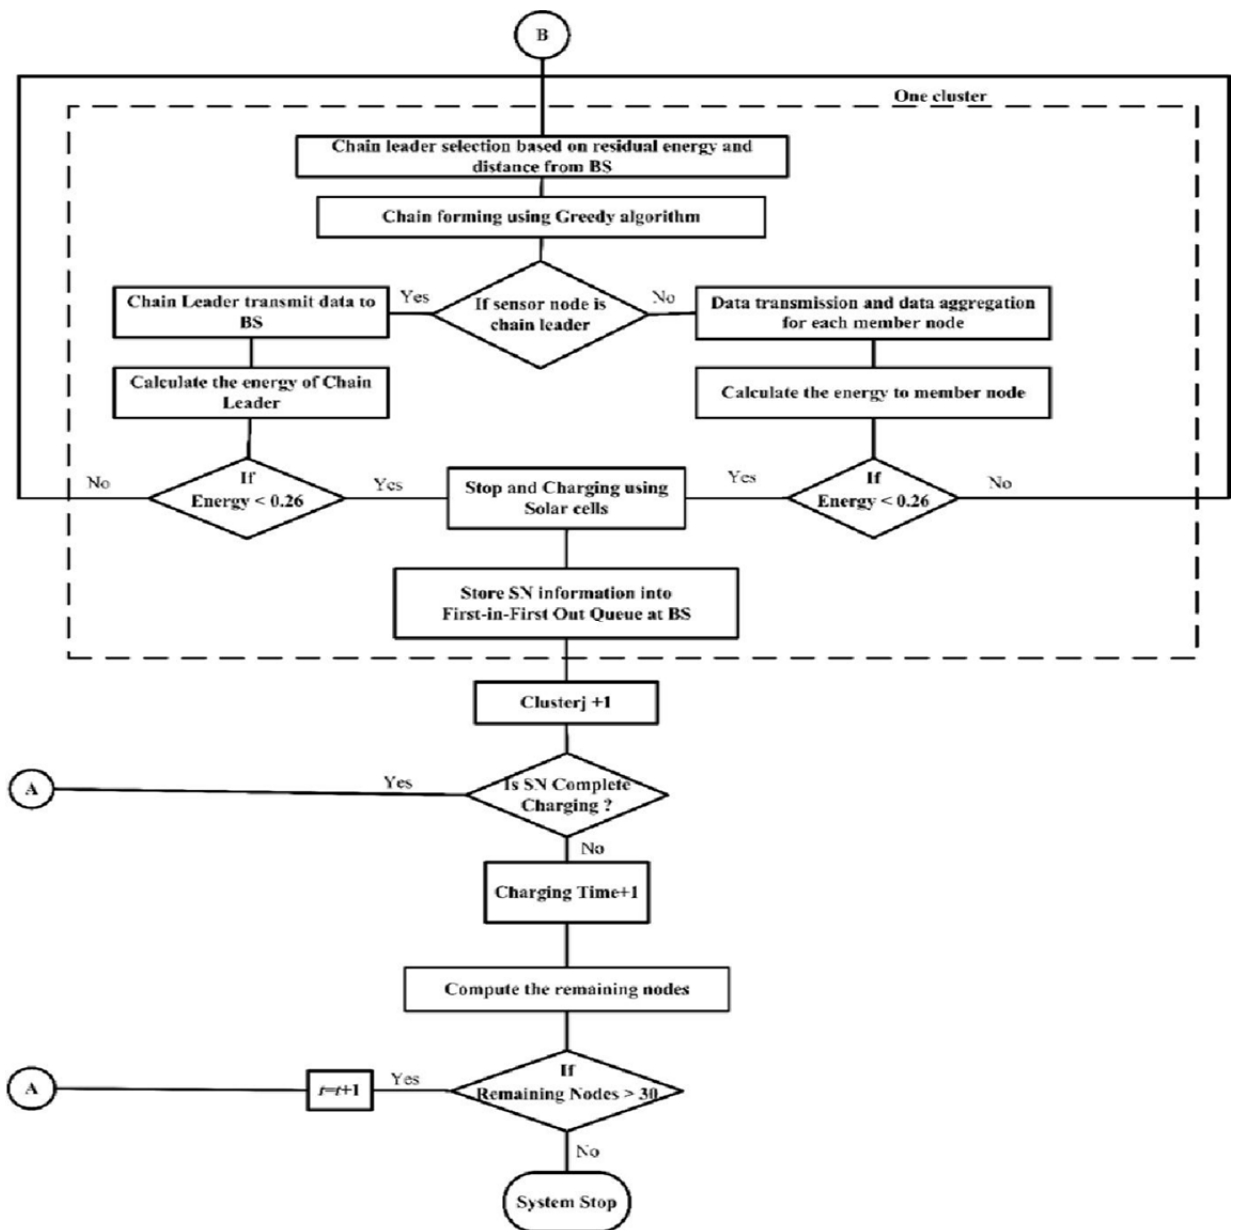 B
One cluster
Chain leader selection based on residual energy and
distance from BS
Chain forming using Greedy algorithm
Chain Leader transmit data to
BS
Yes
If sensor node is
chain leader
No
Data transmission and data aggregation
for each member node
Calculate the energy of Chain
Leader
Calculate the energy to member node
No
If
Energy < 0.26
Yes
Stop and Charging using
Solar cells
Yes
If
Energy < 0.26
No
Store SN information into
First-in-First Out Queue at BS
Clusterj +1
A
Yes
Is SN Complete
Charging ?
No
Charging Time+1
Compute the remaining nodes
A
t=t+1
Yes
If
Remaining Nodes > 30
No
System Stop